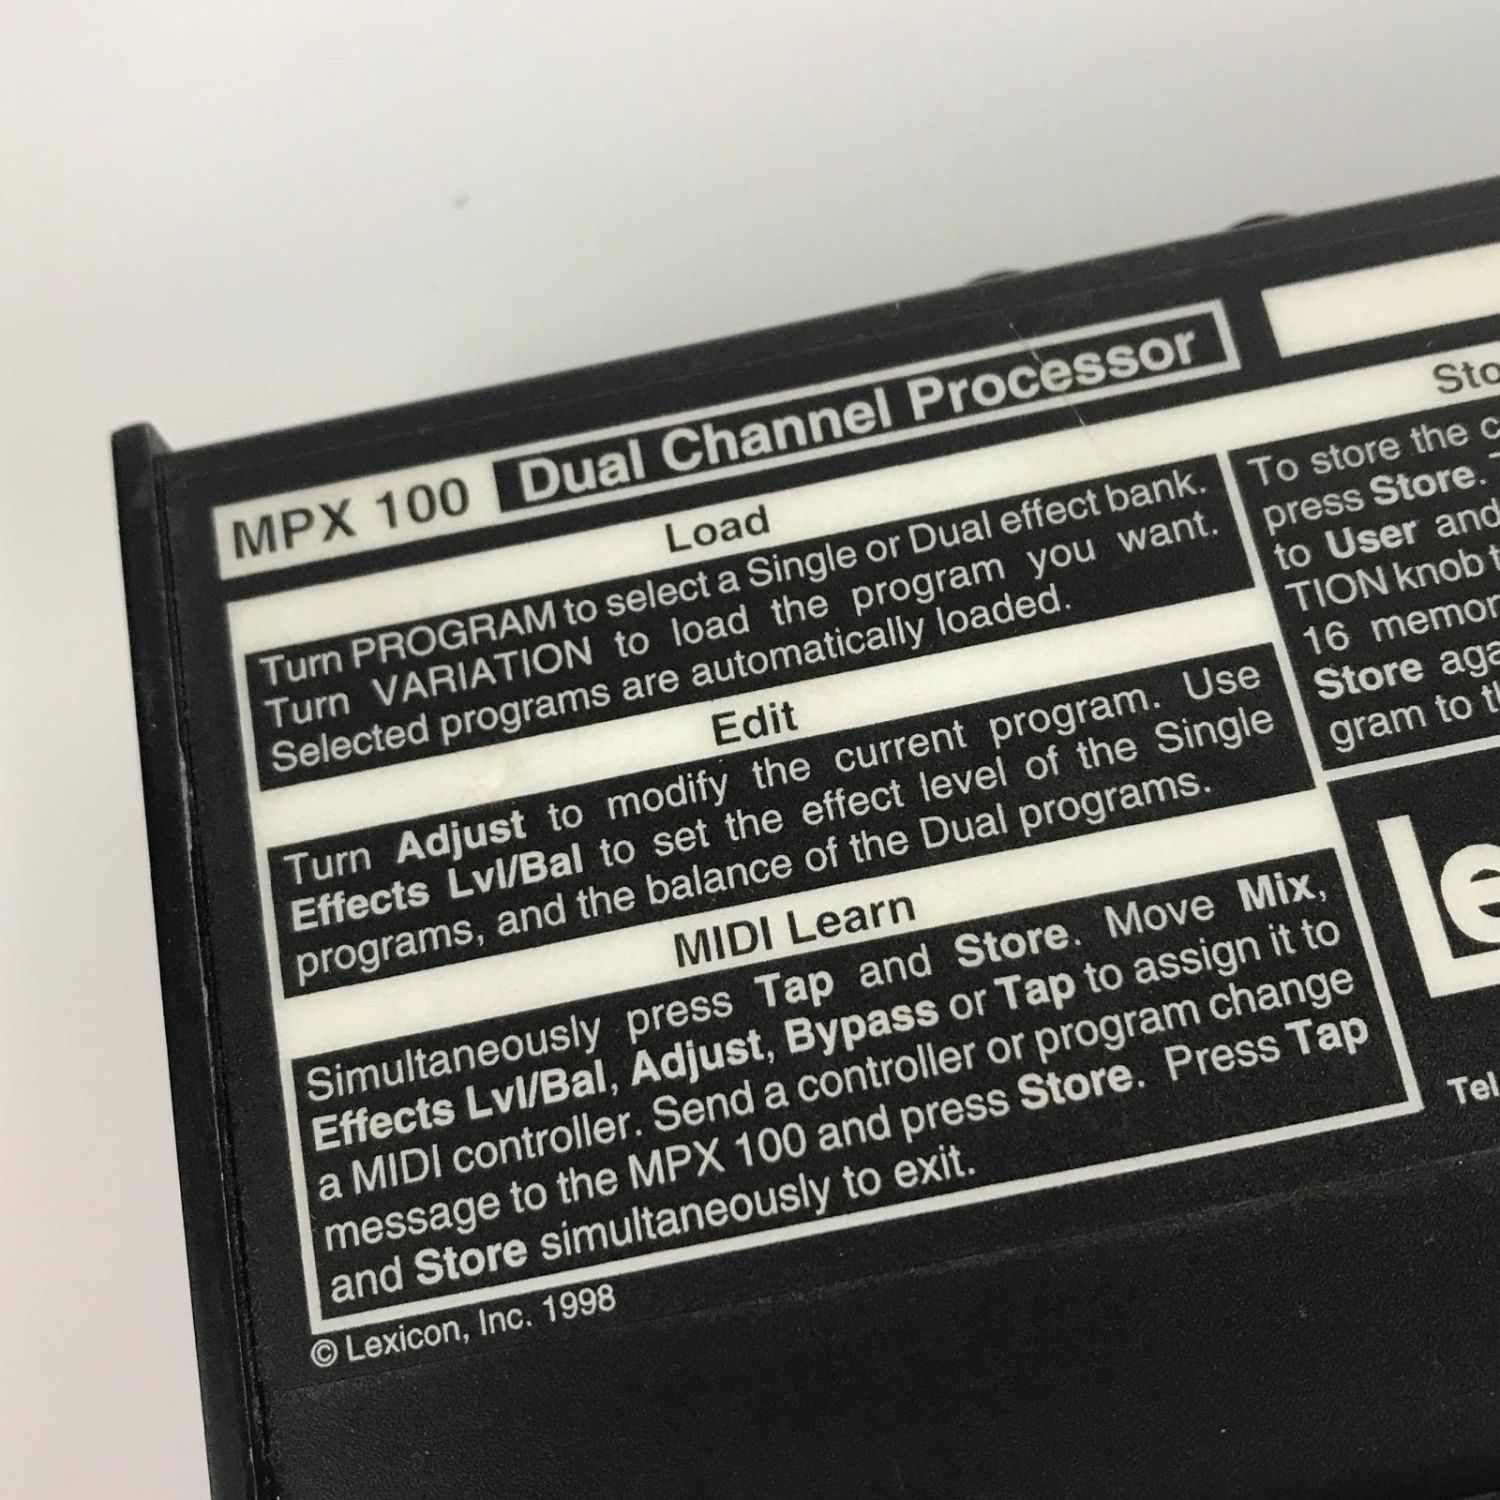 MPX 100 Dual Channel Processor
Load
Turn PROGRAM to select a Single or Dual effect bank.
Turn VARIATION to load the program you want.
Selected programs are automatically loaded.
Edit
Turn Adjust to modify the current program. Use
Effects Lvl/Bal to set the effect level of the Single
programs, and the balance of the Dual programs.
MIDI Learn
Simultaneously press Tap and Store. Move Mix,
Effects Lvl/Bal, Adjust, Bypass or Tap to assign it to
a MIDI controller. Send a controller or program change
message to the MPX 100 and press Store. Press Tap
and Store simultaneously to exit.
© Lexicon, Inc. 1998
Sto
To store the c
press Store.
to User and
TION knob t
16 memor
Store aga
gram to t
le
Tel